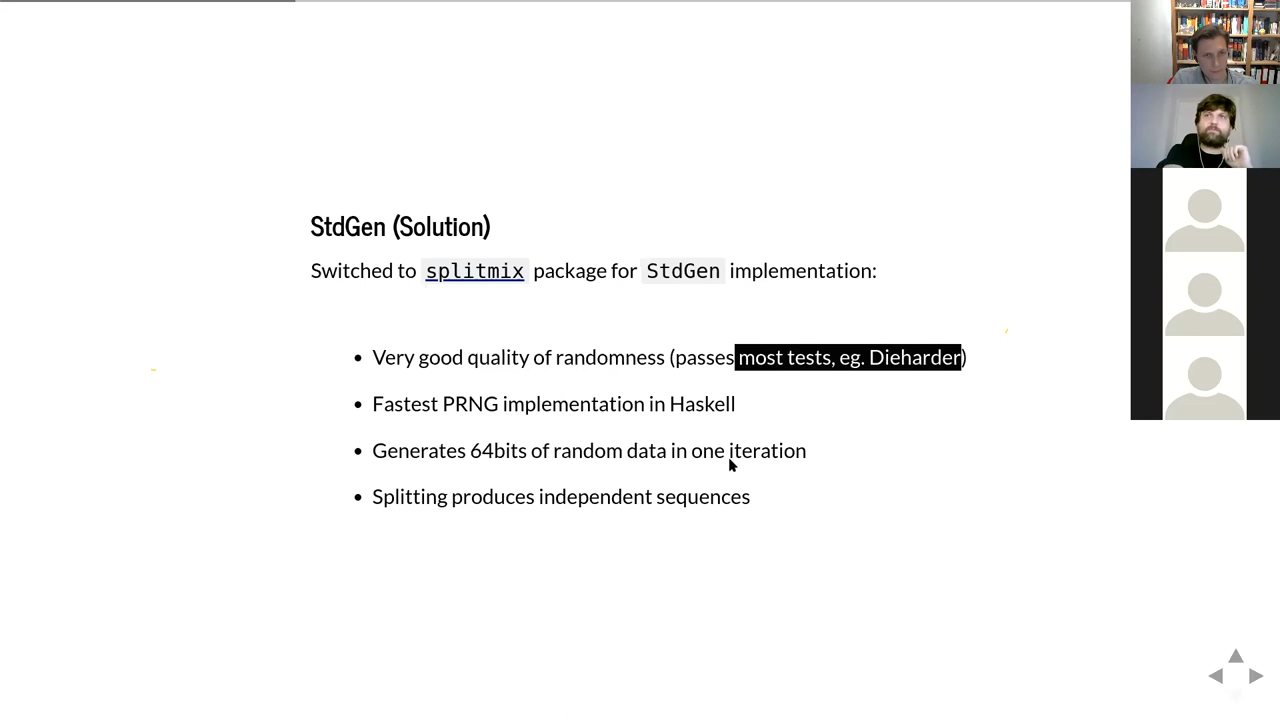 StdGen (Solution)
Switched to splitmix package for StdGen implementation:
• Very good quality of randomness (passes most tests, eg. Dieharder)
• Fastest PRNG implementation in Haskell
• Generates 64bits of random data in one iteration
• Splitting produces independent sequences